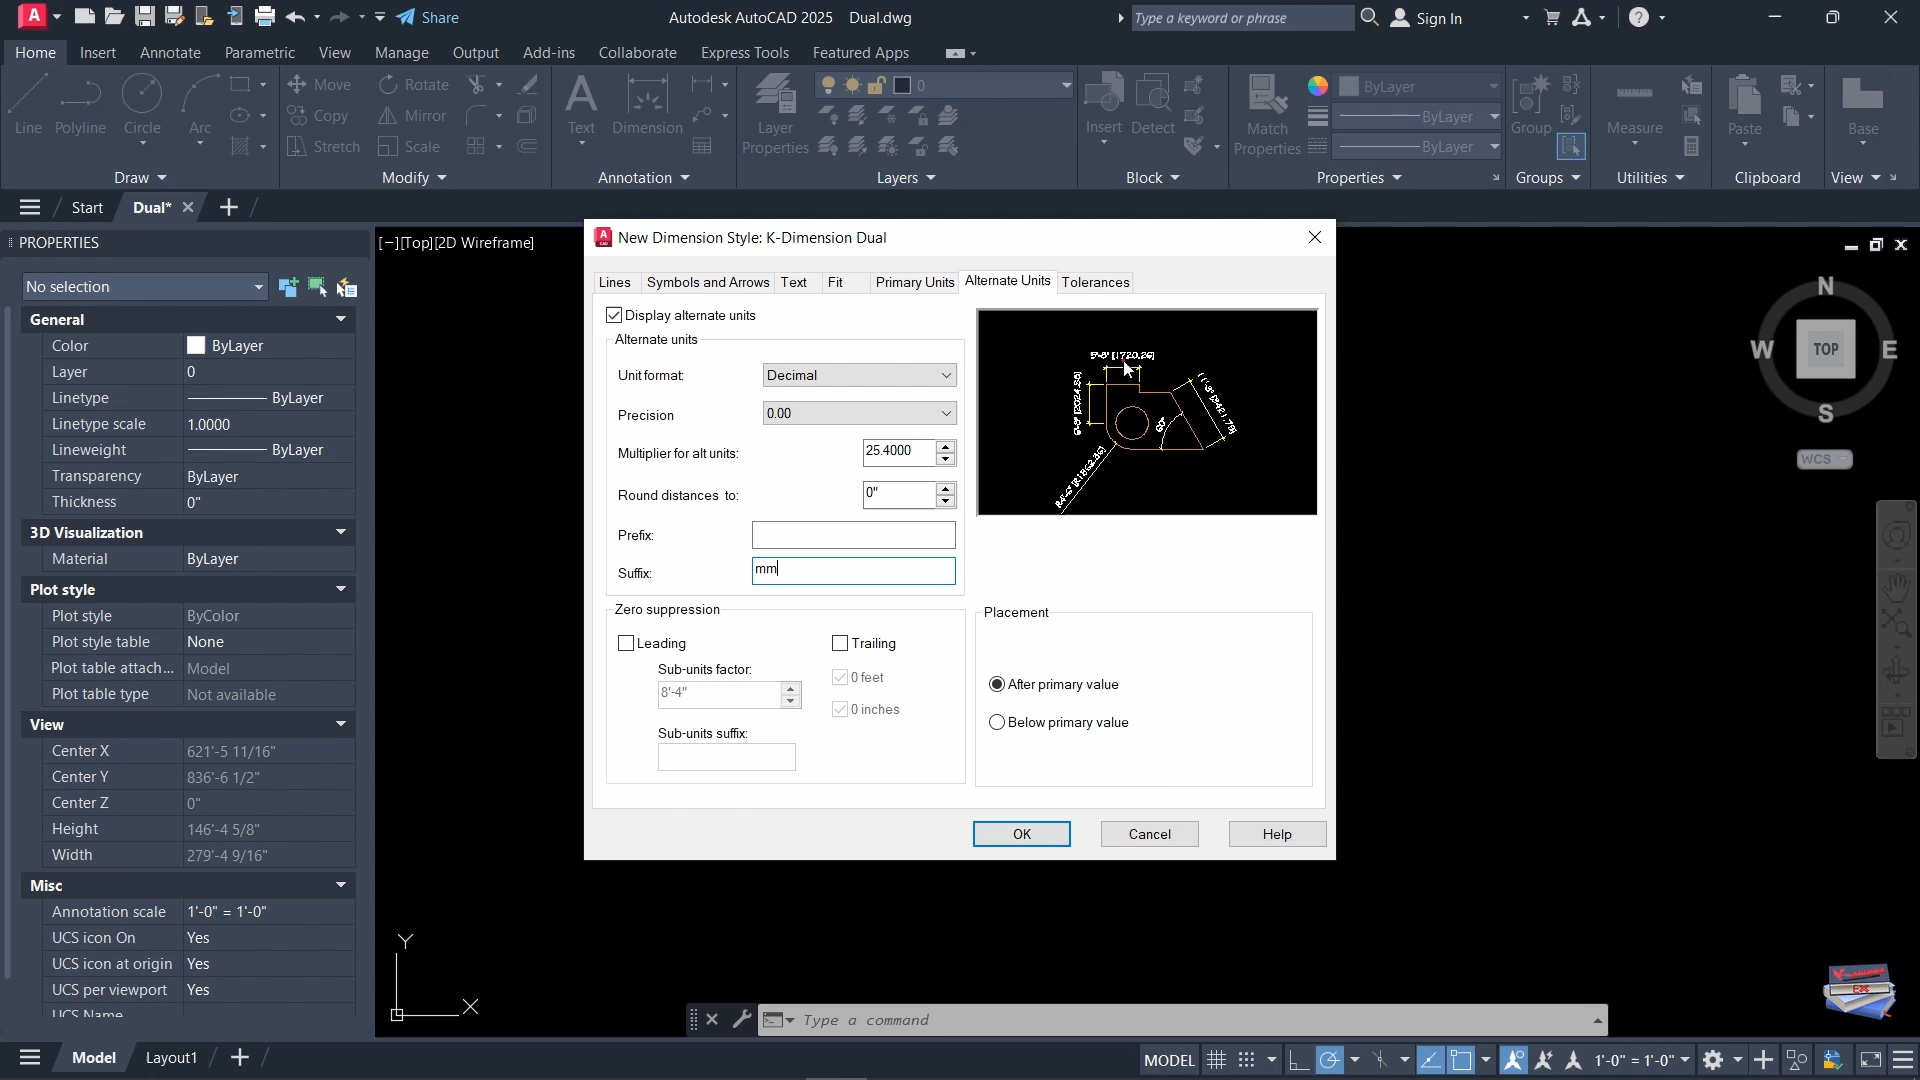 Share
Autodesk AutoCAD 2025 Dual.dwg
Type a keyword or phrase
Sign In
Home Insert Annotate Parametric View Manage Output Add-ins Collaborate Express Tools Featured Apps
Line Polyline Circle Arc
Move Rotate
Copy Mirror
Stretch Scale
Text Dimension
Layer Properties
0
Insert Detect
Match Properties
ByLayer
ByLayer
ByLayer
Group Measure Paste Base
Draw Modify Annotation Layers Block Properties Groups Utilities Clipboard View
Start Dual*
PROPERTIES
No selection
General
Color ByLayer
Layer 0
Linetype ByLayer
Linetype scale 1.0000
Lineweight ByLayer
Transparency ByLayer
Thickness 0"
3D Visualization
Material ByLayer
Plot style
Plot style ByColor
Plot style table None
Plot table attach... Model
Plot table type Not available
View
Center X 621'-5 11/16"
Center Y 836'-6 1/2"
Center Z 0"
Height 146'-4 5/8"
Width 279'-4 9/16"
Misc
Annotation scale 1'-0" = 1'-0"
UCS icon On Yes
UCS icon at origin Yes
UCS per viewport Yes
UCS Name
[−][Top][2D Wireframe]
New Dimension Style: K-Dimension Dual
Lines Symbols and Arrows Text Fit Primary Units Alternate Units Tolerances
Display alternate units
Alternate units
Unit format: Decimal
Precision 0.00
Multiplier for alt units: 25.4000
Round distances to: 0"
Prefix:
Suffix: mm
Zero suppression
Leading Trailing
Sub-units factor: 0 feet
8'-4"
0 inches
Sub-units suffix:
60°
Placement
After primary value
Below primary value
OK Cancel Help
N
W TOP E
S
WCS
Y
X
Type a command
Model Layout1
MODEL
1'-0" = 1'-0"